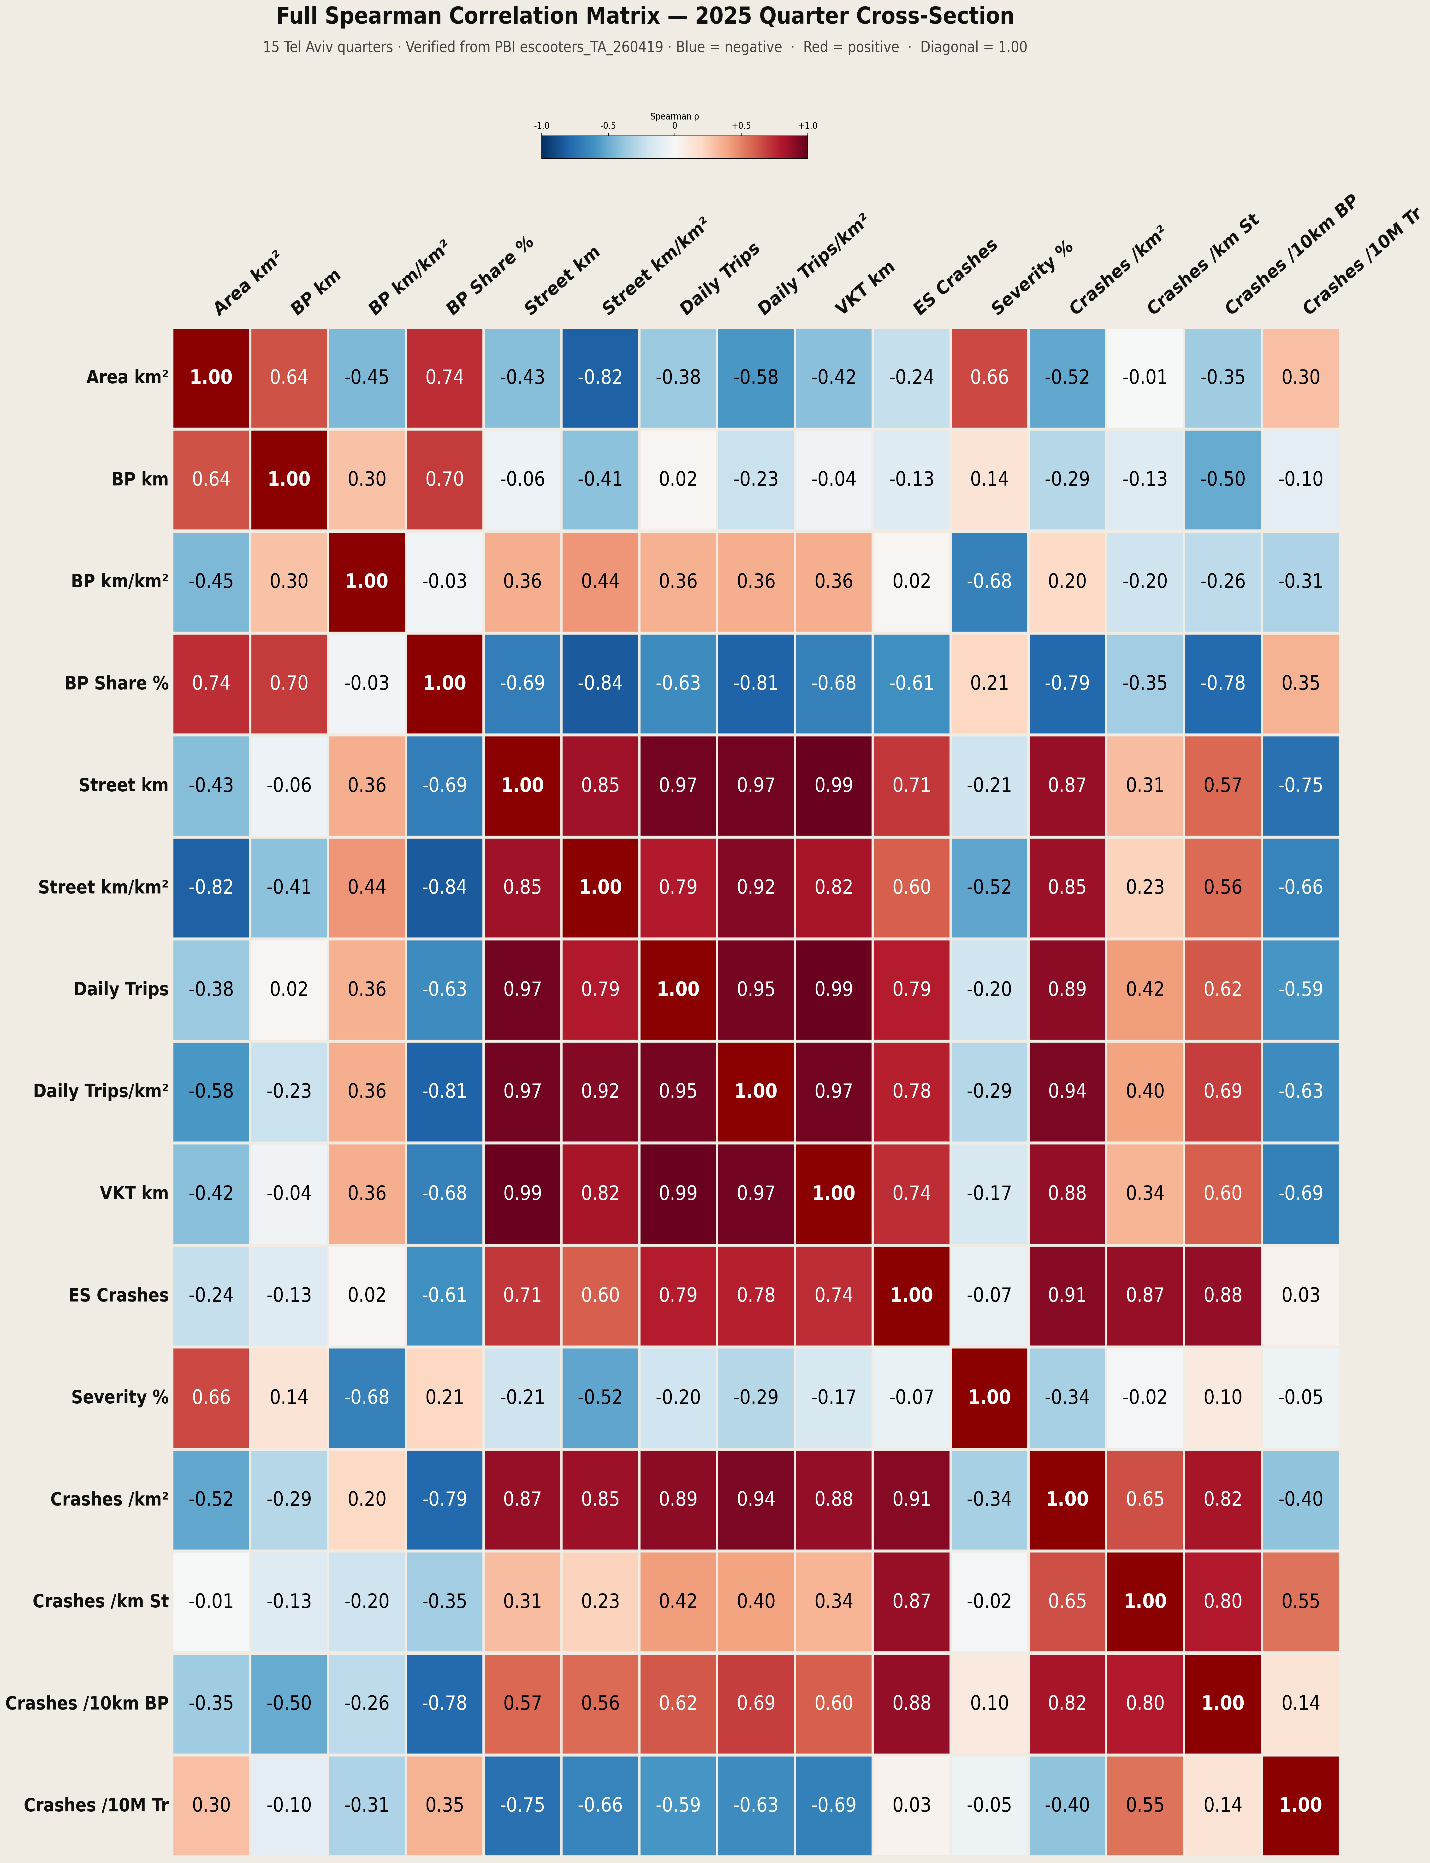 Full Spearman Correlation Matrix — 2025 Quarter Cross-Section
15 Tel Aviv quarters · Verified from PBI escooters_TA_260419 · Blue = negative · Red = positive · Diagonal = 1.00
Spearman ρ
-1.0 -0.5 0 +0.5 +1.0
Area km² BP km BP km/km² BP Share % Street km Street km/km² Daily Trips Daily Trips/km² VKT km ES Crashes Severity % Crashes /km² Crashes /km St Crashes /10km BP Crashes /10M Tr
Area km² 1.00 0.64 -0.45 0.74 -0.43 -0.82 -0.38 -0.58 -0.42 -0.24 0.66 -0.52 -0.01 -0.35 0.30
BP km 0.64 1.00 0.30 0.70 -0.06 -0.41 0.02 -0.23 -0.04 -0.13 0.14 -0.29 -0.13 -0.50 -0.10
BP km/km² -0.45 0.30 1.00 -0.03 0.36 0.44 0.36 0.36 0.36 0.02 -0.68 0.20 -0.20 -0.26 -0.31
BP Share % 0.74 0.70 -0.03 1.00 -0.69 -0.84 -0.63 -0.81 -0.68 -0.61 0.21 -0.79 -0.35 -0.78 0.35
Street km -0.43 -0.06 0.36 -0.69 1.00 0.85 0.97 0.97 0.99 0.71 -0.21 0.87 0.31 0.57 -0.75
Street km/km² -0.82 -0.41 0.44 -0.84 0.85 1.00 0.79 0.92 0.82 0.60 -0.52 0.85 0.23 0.56 -0.66
Daily Trips -0.38 0.02 0.36 -0.63 0.97 0.79 1.00 0.95 0.99 0.79 -0.20 0.89 0.42 0.62 -0.59
Daily Trips/km² -0.58 -0.23 0.36 -0.81 0.97 0.92 0.95 1.00 0.97 0.78 -0.29 0.94 0.40 0.69 -0.63
VKT km -0.42 -0.04 0.36 -0.68 0.99 0.82 0.99 0.97 1.00 0.74 -0.17 0.88 0.34 0.60 -0.69
ES Crashes -0.24 -0.13 0.02 -0.61 0.71 0.60 0.79 0.78 0.74 1.00 -0.07 0.91 0.87 0.88 0.03
Severity % 0.66 0.14 -0.68 0.21 -0.21 -0.52 -0.20 -0.29 -0.17 -0.07 1.00 -0.34 -0.02 0.10 -0.05
Crashes /km² -0.52 -0.29 0.20 -0.79 0.87 0.85 0.89 0.94 0.88 0.91 -0.34 1.00 0.65 0.82 -0.40
Crashes /km St -0.01 -0.13 -0.20 -0.35 0.31 0.23 0.42 0.40 0.34 0.87 -0.02 0.65 1.00 0.80 0.55
Crashes /10km BP -0.35 -0.50 -0.26 -0.78 0.57 0.56 0.62 0.69 0.60 0.88 0.10 0.82 0.80 1.00 0.14
Crashes /10M Tr 0.30 -0.10 -0.31 0.35 -0.75 -0.66 -0.59 -0.63 -0.69 0.03 -0.05 -0.40 0.55 0.14 1.00